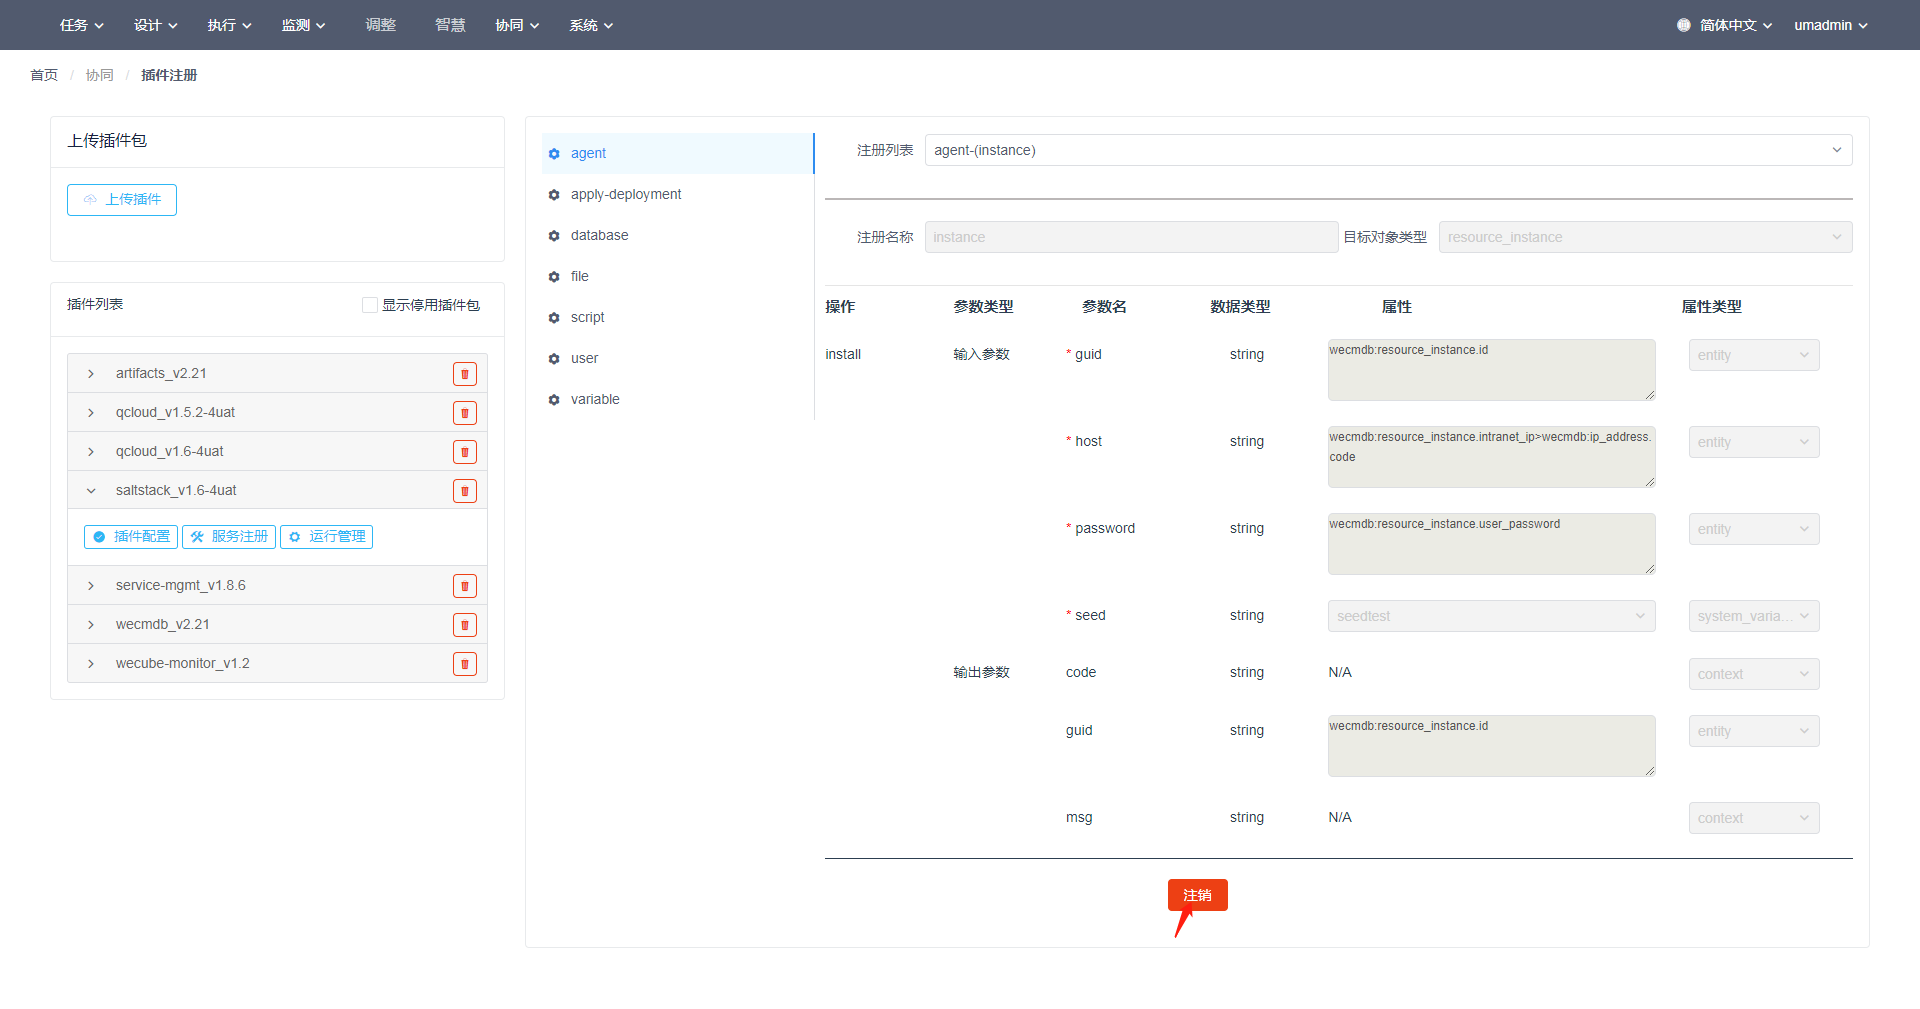 任务 设计 执行 监测 调整 智慧 协同 系统 简体中文 umadmin
首页 / 协同 / 插件注册
上传插件包
上传插件
插件列表 显示停用插件包
artifacts_v2.21
qcloud_v1.5.2-4uat
qcloud_v1.6-4uat
saltstack_v1.6-4uat
插件配置 服务注册 运行管理
service-mgmt_v1.8.6
wecmdb_v2.21
wecube-monitor_v1.2
agent
apply-deployment
database
file
script
user
variable
注册列表 agent-(instance)
注册名称 instance 目标对象类型 resource_instance
操作 参数类型 参数名 数据类型 属性 属性类型
install 输入参数 * guid string wecmdb:resource_instance.id entity
* host string wecmdb:resource_instance.intranet_ip>wecmdb:ip_address. entity
code
* password string wecmdb:resource_instance.user_password entity
* seed string seedtest system_varia...
输出参数 code string N/A context
guid string wecmdb:resource_instance.id entity
msg string N/A context
注销